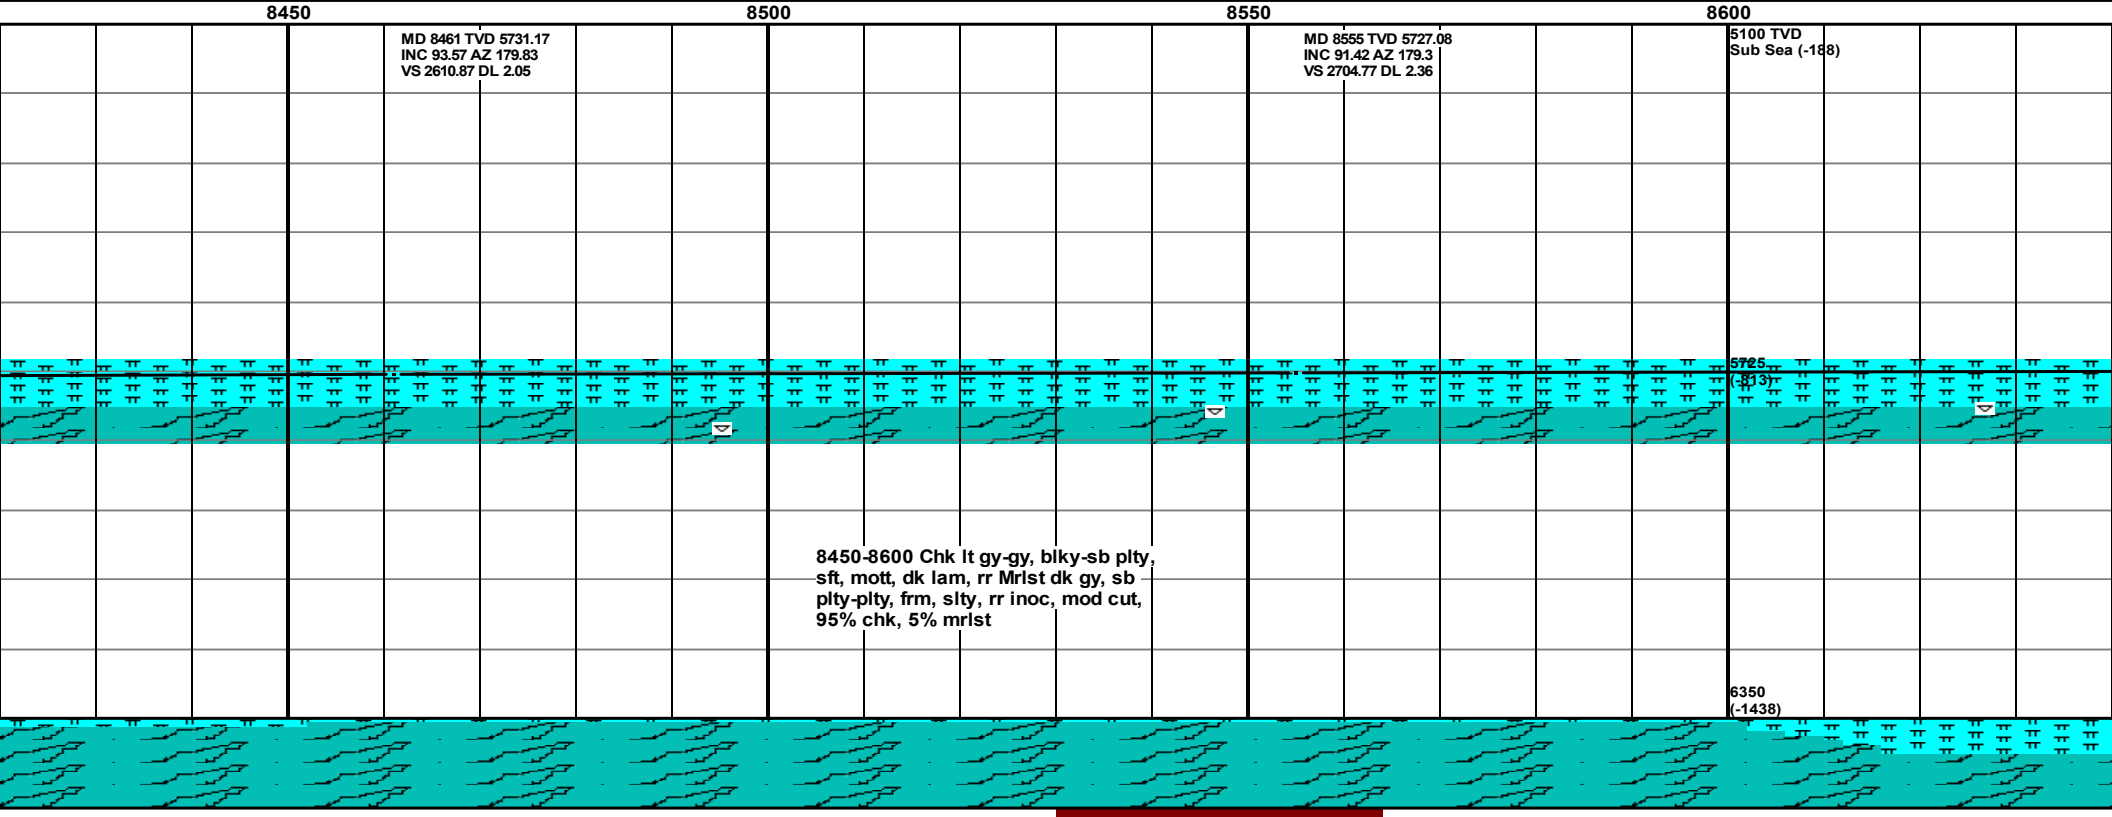 8450 8500 8550 8600
MD 8461 TVD 5731.17
INC 93.57 AZ 179.83
VS 2610.87 DL 2.05
MD 8555 TVD 5727.08
INC 91.42 AZ 179.3
VS 2704.77 DL 2.36
5100 TVD
Sub Sea (-188)
5725
(-813)
8450-8600 Chk lt gy-gy, blky-sb plty,
sft, mott, dk lam, rr Mrlst dk gy, sb
plty-plty, frm, slty, rr inoc, mod cut,
95% chk, 5% mrlst
6350
(-1438)